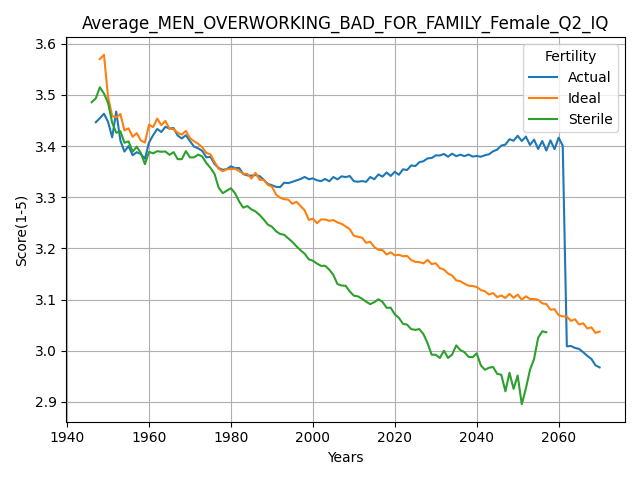 Average_MEN_OVERWORKING_BAD_FOR_FAMILY_Female_Q2_IQ
Fertility
Actual
Ideal
Sterile
Score(1-5)
3.6
3.5
3.4
3.3
3.2
3.1
3.0
2.9
1940 1960 1980 2000 2020 2040 2060
Years